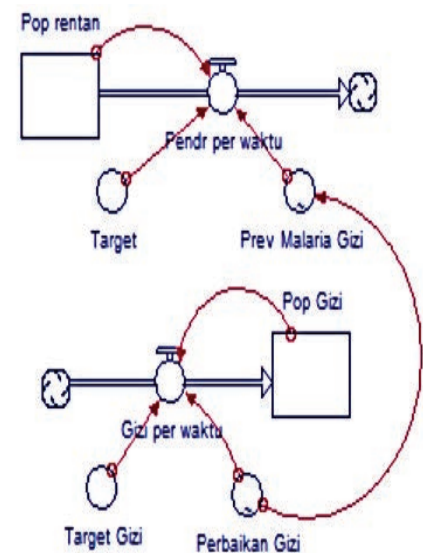 Pop rentan
Pendr per waktu
Target
Prev Malaria Gizi
Pop Gizi
Gizi per waktu
Target Gizi
Perbaikan Gizi